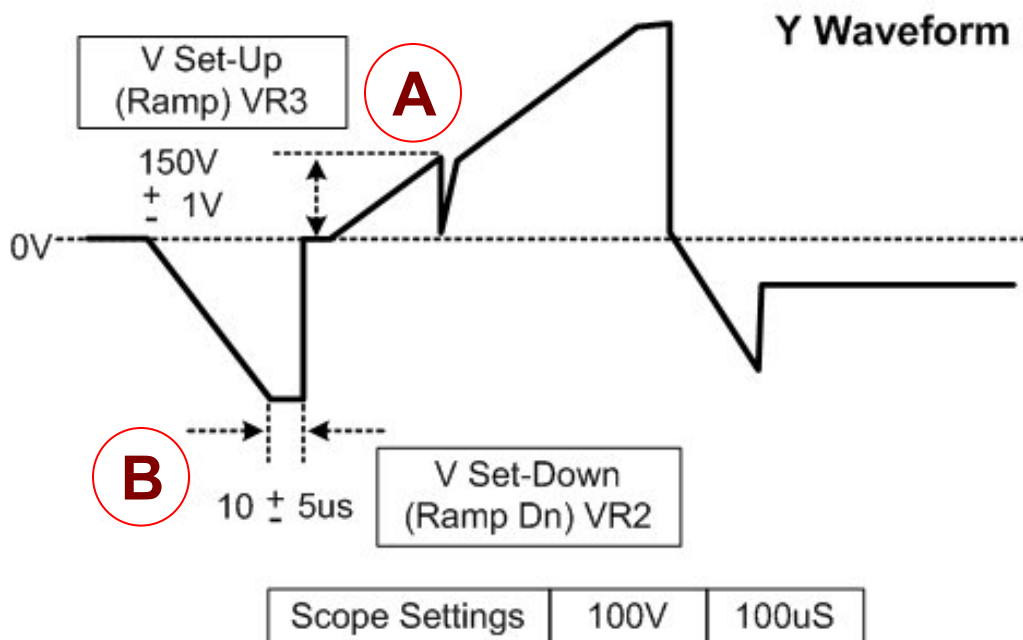 Y Waveform
V Set-Up
(Ramp) VR3
A
150V
± 1V
0V
B
10 ± 5us
V Set-Down
(Ramp Dn) VR2
Scope Settings 100V 100uS